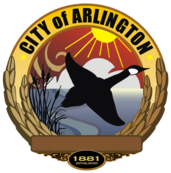 CITY of ARLINGTON
1881
ESTABLISHED